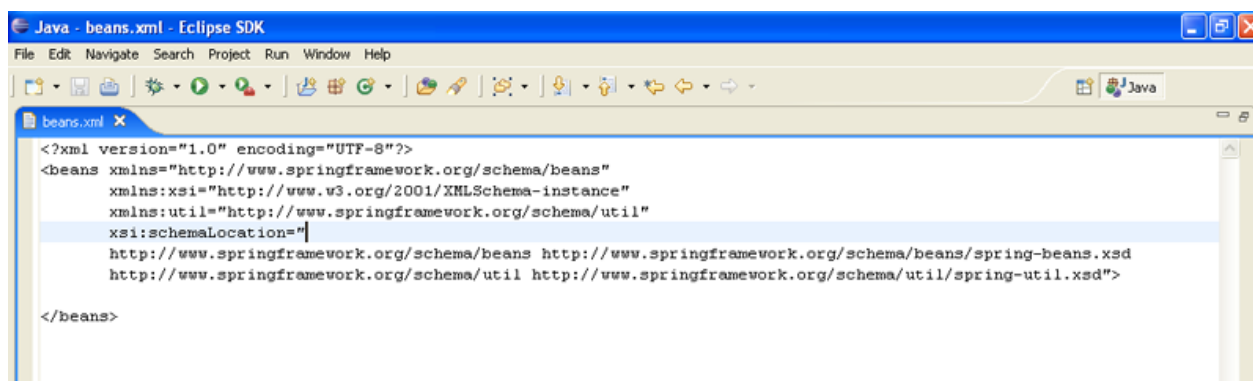 Java - beans.xml - Eclipse SDK
File Edit Navigate Search Project Run Window Help
Java
beans.xml
<?xml version="1.0" encoding="UTF-8"?>
<beans xmlns="http://www.springframework.org/schema/beans"
xmlns:xsi="http://www.w3.org/2001/XMLSchema-instance"
xmlns:util="http://www.springframework.org/schema/util"
xsi:schemaLocation="
http://www.springframework.org/schema/beans http://www.springframework.org/schema/beans/spring-beans.xsd
http://www.springframework.org/schema/util http://www.springframework.org/schema/util/spring-util.xsd">
</beans>